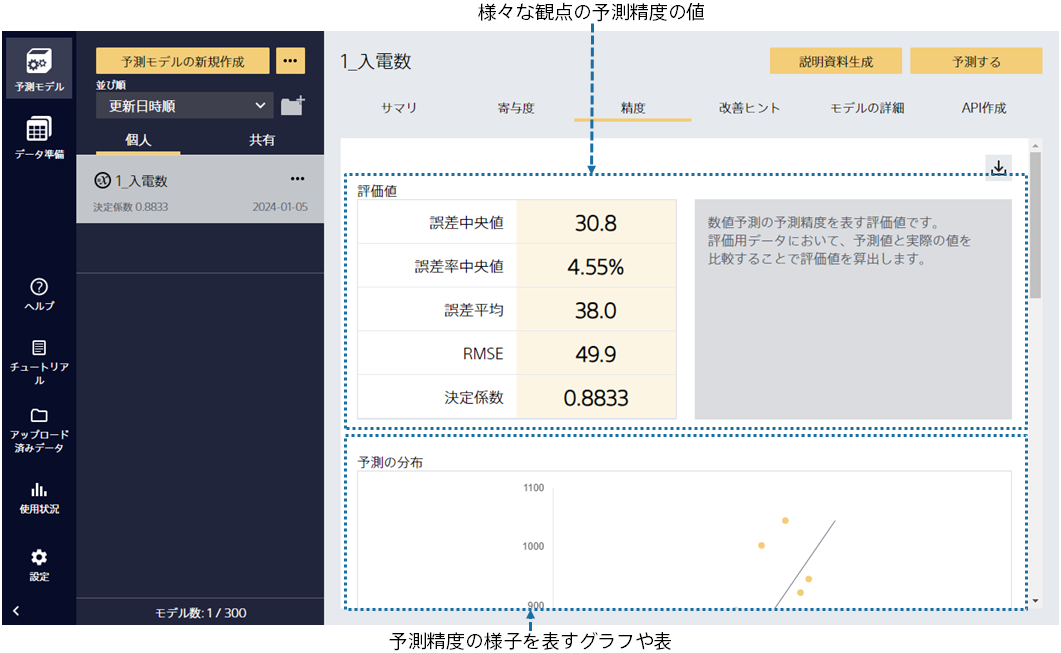 様々な観点の予測精度の値
予測モデル
データ準備
ヘルプ
チュートリア
ル
アップロード
済みデータ
使用状況
設定
予測モデルの新規作成
並び順
更新日時順
個人 共有
1_入電数
決定係数 0.8833 2024-01-05
モデル数: 1 / 300
1_入電数
説明資料生成 予測する
サマリ 寄与度 精度 改善ヒント モデルの詳細 API作成
評価値
誤差中央値 30.8
誤差率中央値 4.55%
誤差平均 38.0
RMSE 49.9
決定係数 0.8833
数値予測の予測精度を表す評価値です。
評価用データにおいて、予測値と実際の値を
比較することで評価値を算出します。
予測の分布
1100
1000
900
予測精度の様子を表すグラフや表